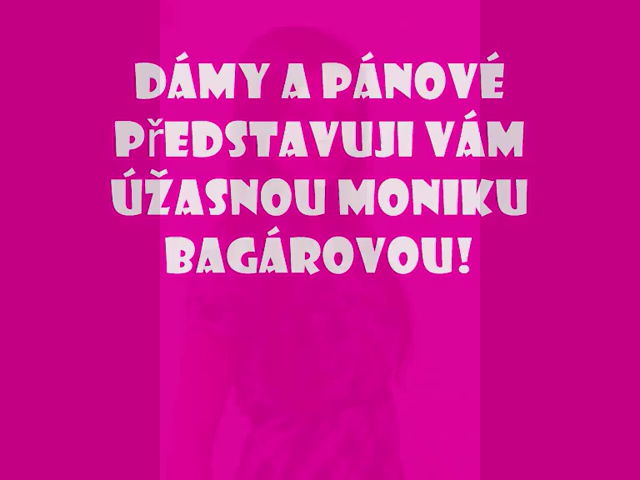 DÁMY A PÁNOVÉ
PŘEDSTAVUJI VÁM
ÚŽASNOU MONIKU
BAGÁROVOU!